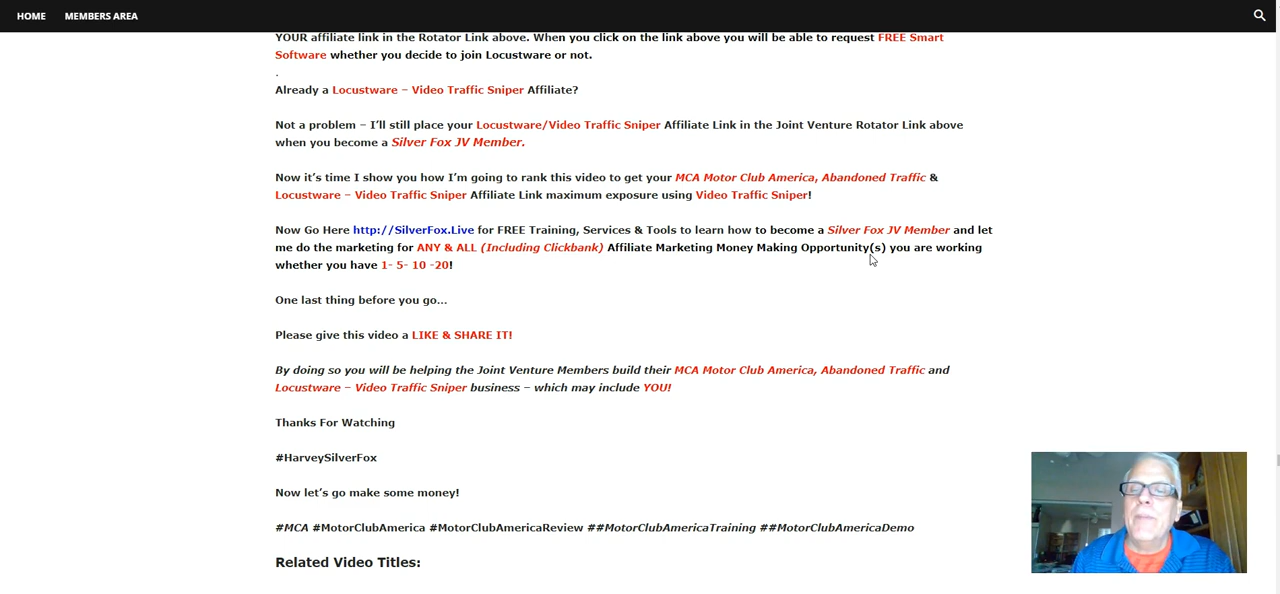 HOME MEMBERS AREA
YOUR affiliate link in the Rotator Link above. When you click on the link above you will be able to request FREE Smart
Software whether you decide to join Locustware or not.
.
Already a Locustware – Video Traffic Sniper Affiliate?
Not a problem – I’ll still place your Locustware/Video Traffic Sniper Affiliate Link in the Joint Venture Rotator Link above
when you become a Silver Fox JV Member.
Now it’s time I show you how I’m going to rank this video to get your MCA Motor Club America, Abandoned Traffic &
Locustware – Video Traffic Sniper Affiliate Link maximum exposure using Video Traffic Sniper!
Now Go Here http://SilverFox.Live for FREE Training, Services & Tools to learn how to become a Silver Fox JV Member and let
me do the marketing for ANY & ALL (Including Clickbank) Affiliate Marketing Money Making Opportunity(s) you are working
whether you have 1- 5- 10 -20!
One last thing before you go...
Please give this video a LIKE & SHARE IT!
By doing so you will be helping the Joint Venture Members build their MCA Motor Club America, Abandoned Traffic and
Locustware – Video Traffic Sniper business – which may include YOU!
Thanks For Watching
#HarveySilverFox
Now let’s go make some money!
#MCA #MotorClubAmerica #MotorClubAmericaReview ##MotorClubAmericaTraining ##MotorClubAmericaDemo
Related Video Titles: